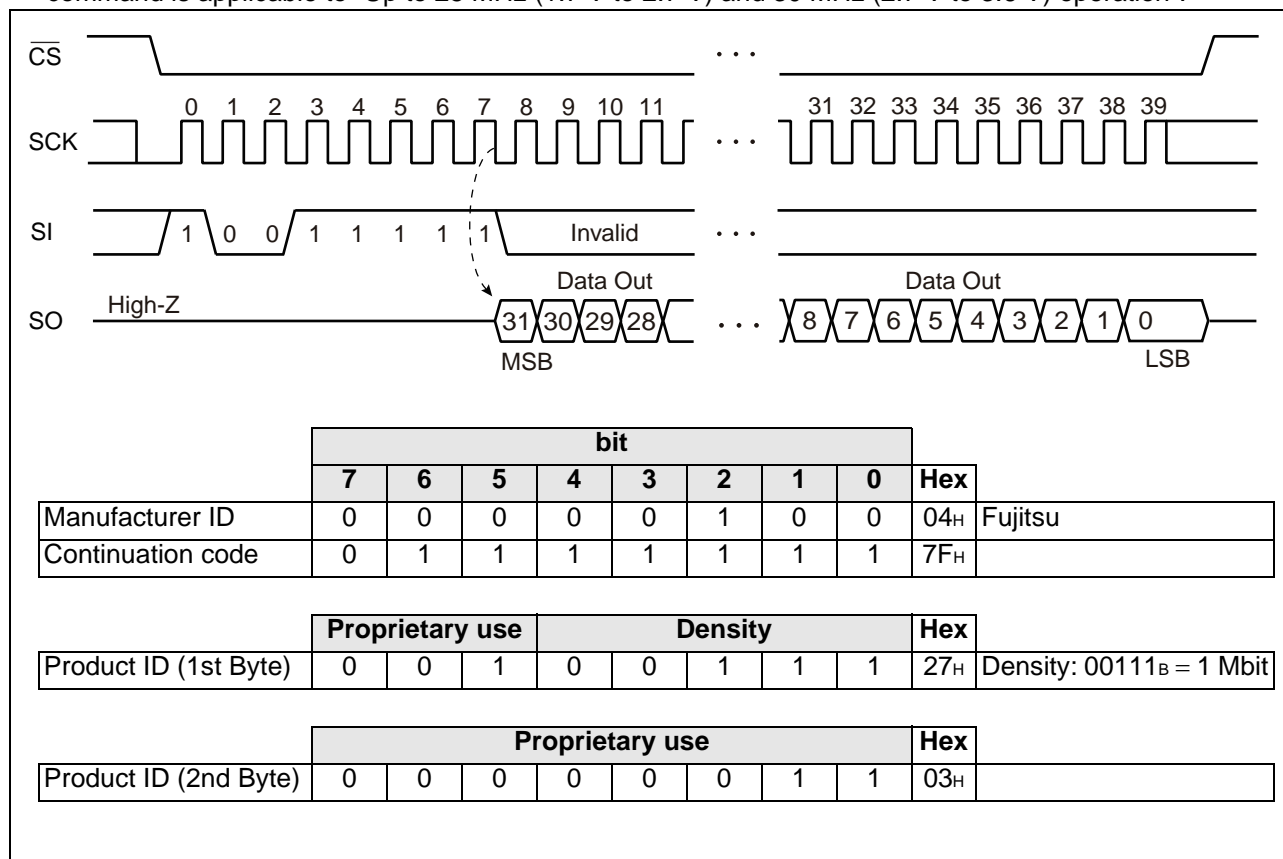 CS
· · ·
0 1 2 3 4 5 6 7 8 9 10 11 31 32 33 34 35 36 37 38 39
SCK
· · ·
SI 1 0 0 1 1 1 1 1 Invalid · · ·
Data Out Data Out
High-Z
SO 31 30 29 28 · · · 8 7 6 5 4 3 2 1 0
MSB LSB
bit
7 6 5 4 3 2 1 0 Hex
Manufacturer ID 0 0 0 0 0 1 0 0 04H Fujitsu
Continuation code 0 1 1 1 1 1 1 1 7FH
Proprietary use Density Hex
Product ID (1st Byte) 0 0 1 0 0 1 1 1 27H Density: 00111B = 1 Mbit
Proprietary use Hex
Product ID (2nd Byte) 0 0 0 0 0 0 1 1 03H